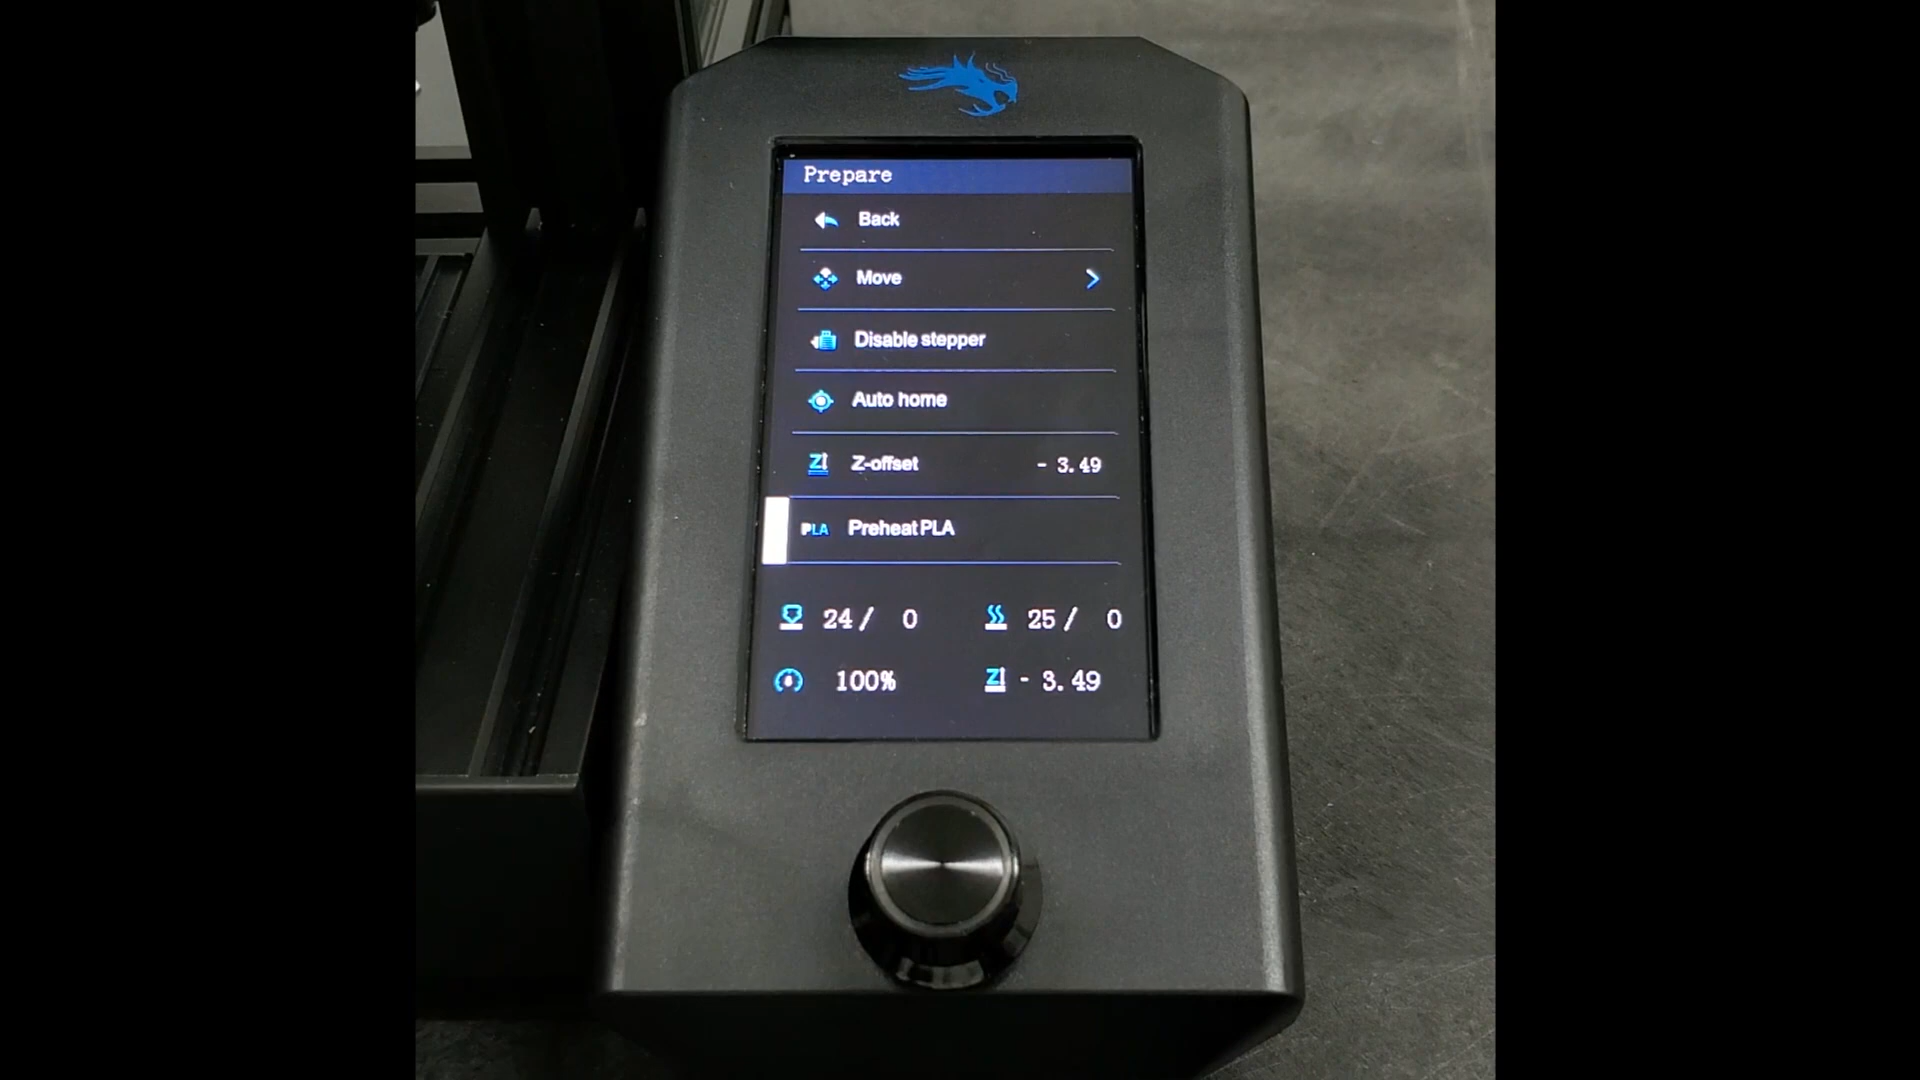 Prepare
Back
Move
Disable stepper
Auto home
Z-offset - 3.49
PLA Preheat PLA
24 / 0 25 / 0
100% Z - 3.49